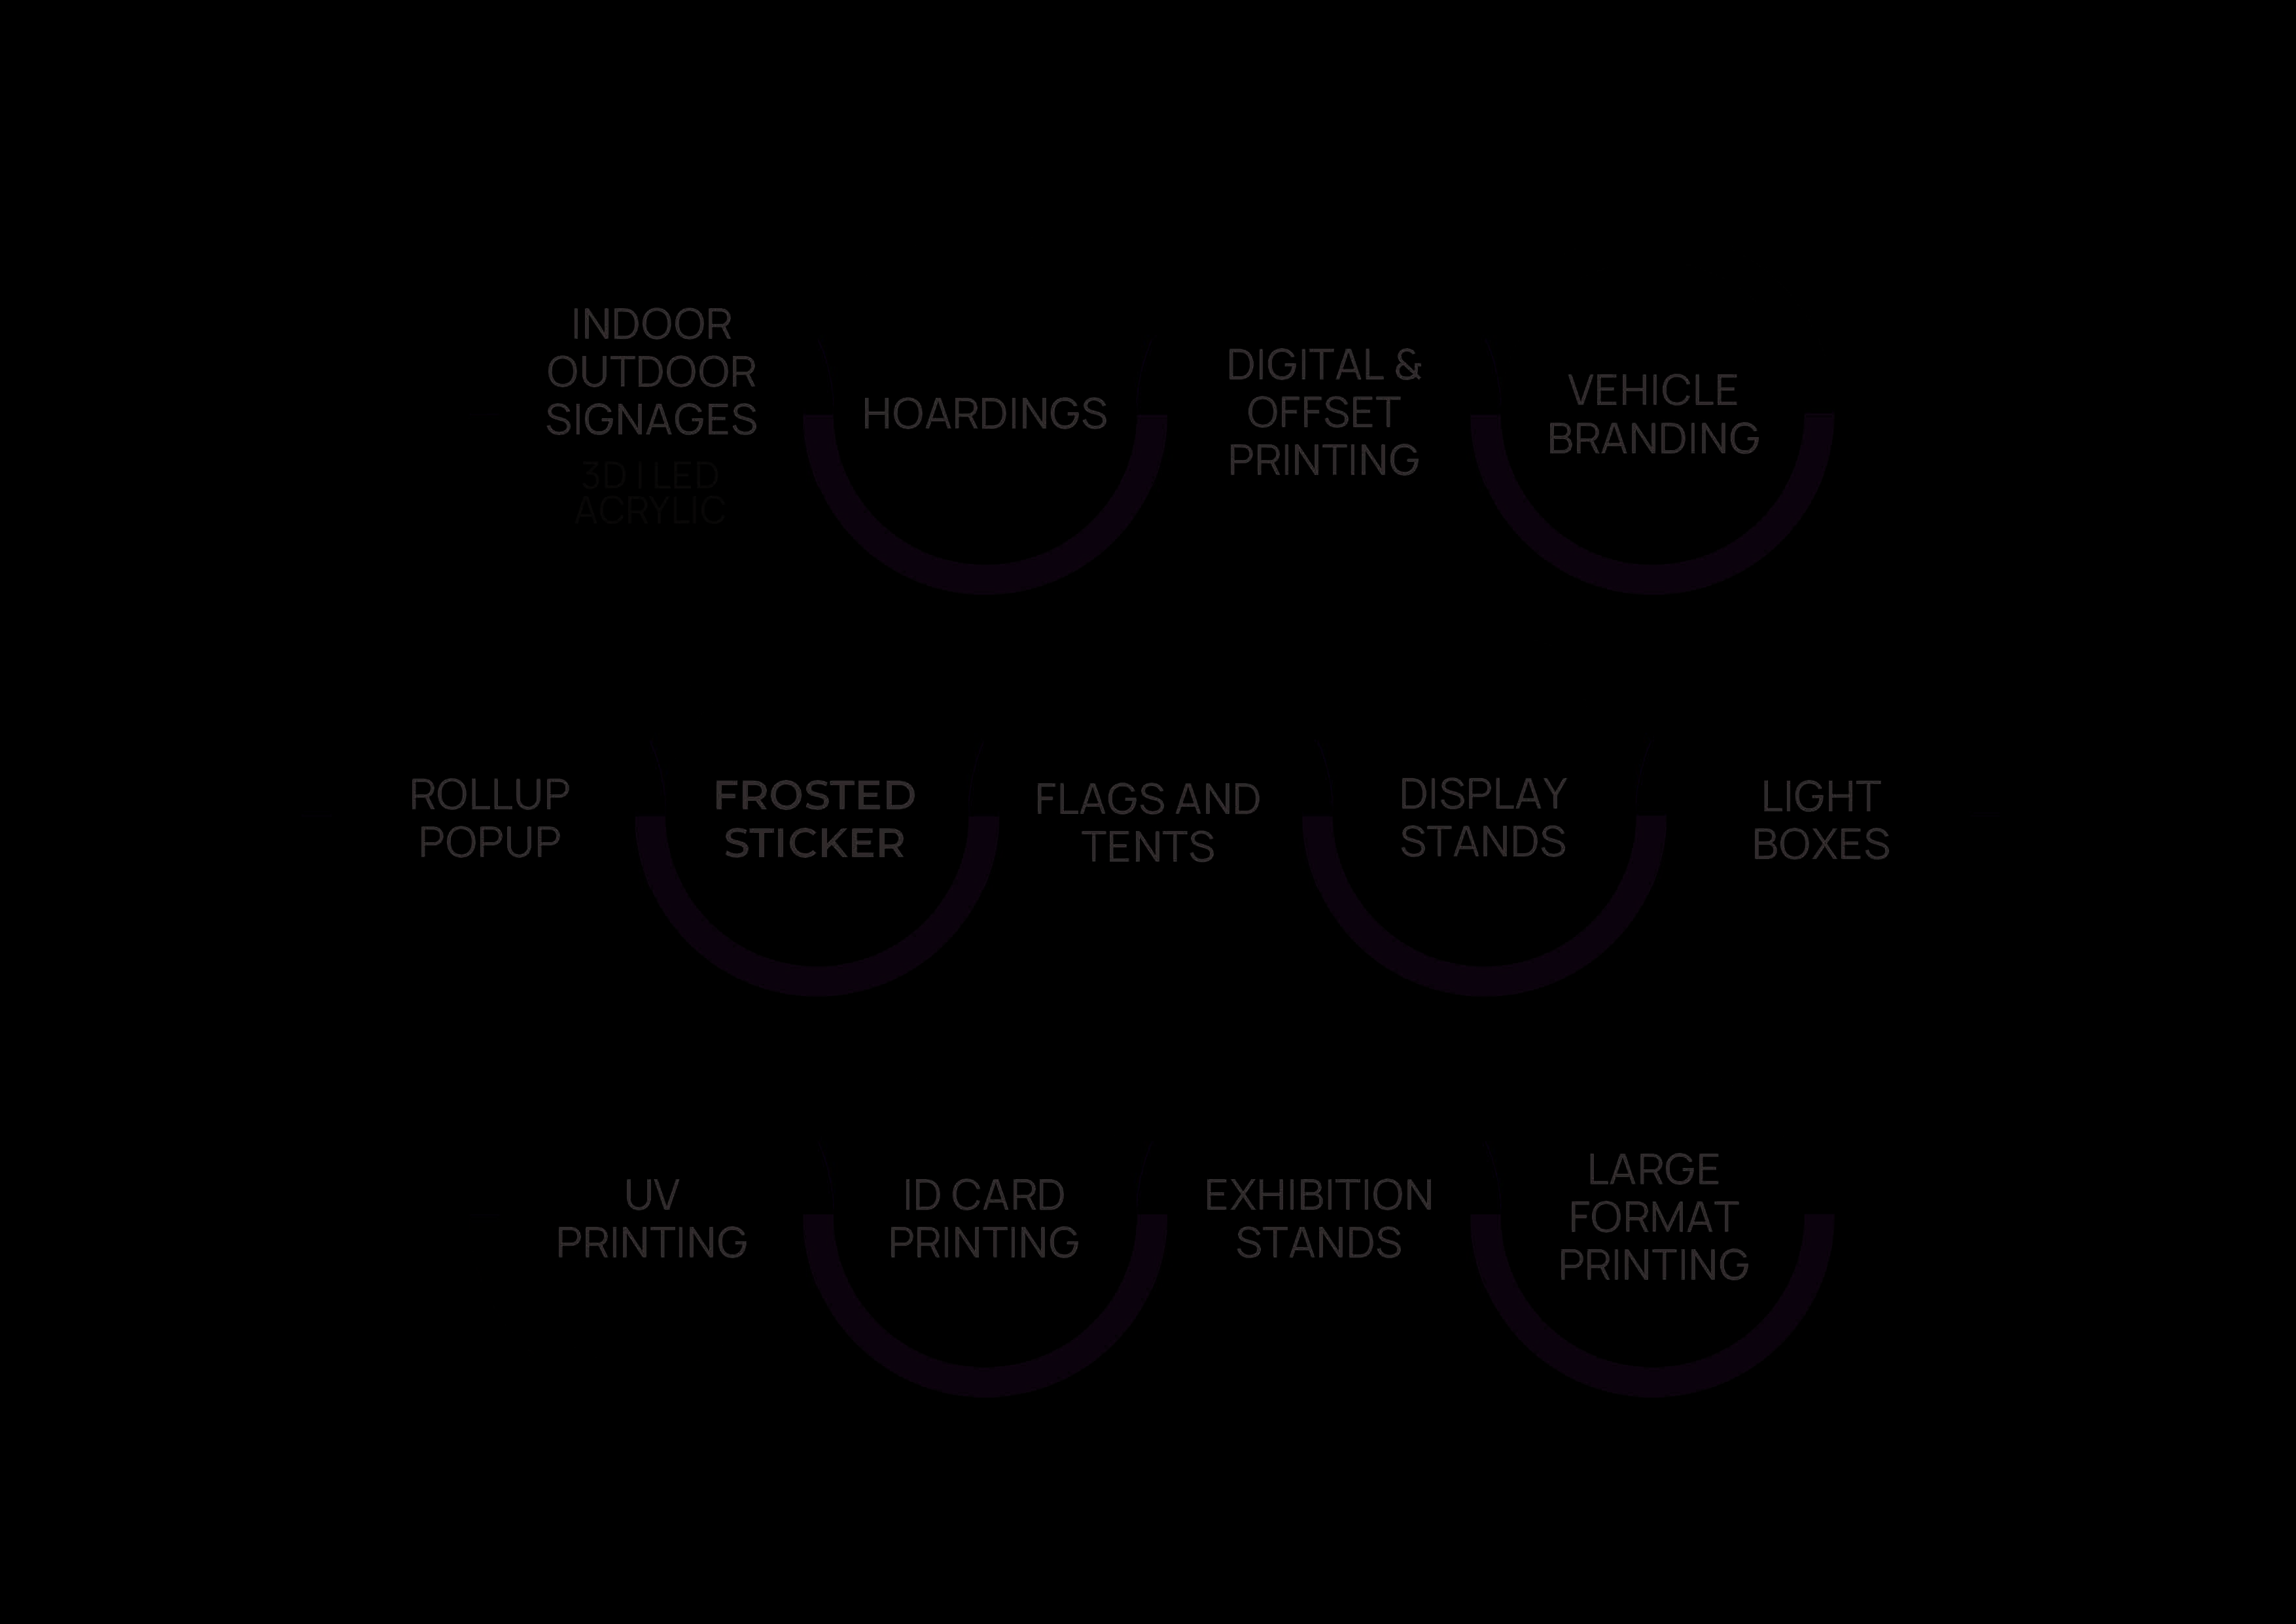 INDOOR
OUTDOOR
SIGNAGES
3D I LED
ACRYLIC
HOARDINGS
DIGITAL &
OFFSET
PRINTING
VEHICLE
BRANDING
ROLLUP
POPUP
FROSTED
STICKER
FLAGS AND
TENTS
DISPLAY
STANDS
LIGHT
BOXES
UV
PRINTING
ID CARD
PRINTING
EXHIBITION
STANDS
LARGE
FORMAT
PRINTING